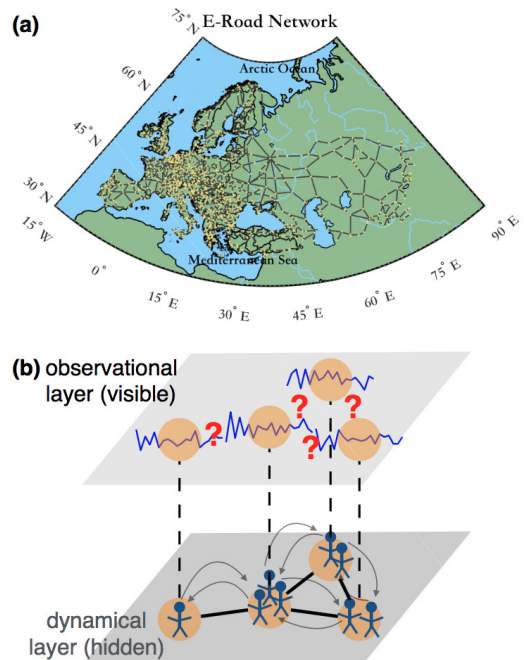 (a)
E-Road Network
Arctic Ocean
Mediterranean Sea
75° N
60° N
45° N
30° N
15° W
0°
15° E
30° E
45° E
60° E
75° E
90° E
(b) observational
layer (visible)
?
?
?
?
dynamical
layer (hidden)